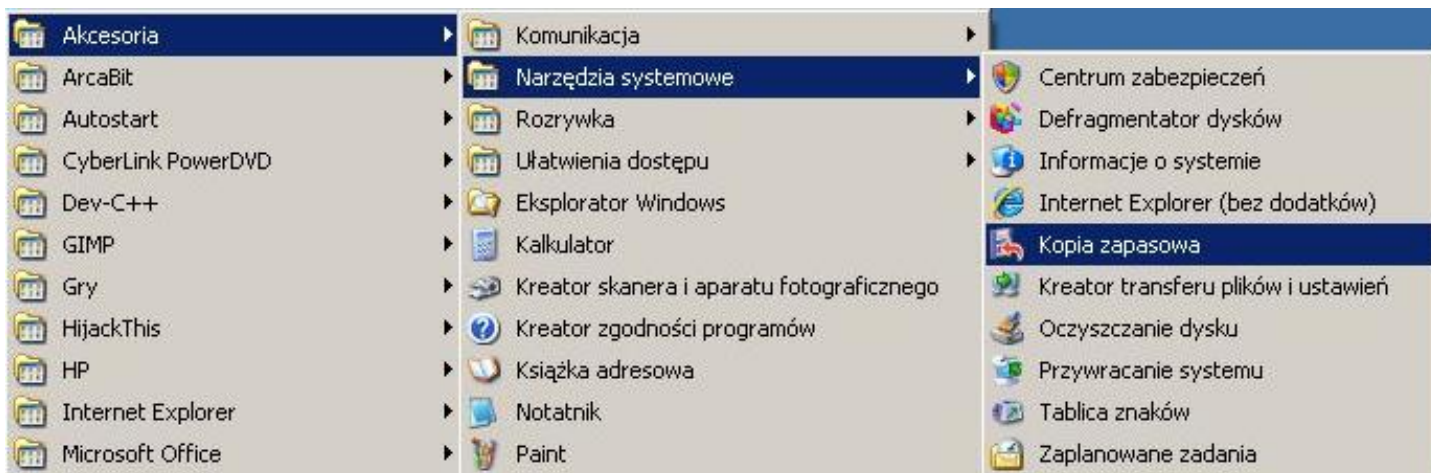 Akcesoria
ArcaBit
Autostart
CyberLink PowerDVD
Dev-C++
GIMP
Gry
HijackThis
HP
Internet Explorer
Microsoft Office
Komunikacja
Narzędzia systemowe
Rozrywka
Ułatwienia dostępu
Eksplorator Windows
Kalkulator
Kreator skanera i aparatu fotograficznego
Kreator zgodności programów
Książka adresowa
Notatnik
Paint
Centrum zabezpieczeń
Defragmentator dysków
Informacje o systemie
Internet Explorer (bez dodatków)
Kopia zapasowa
Kreator transferu plików i ustawień
Oczyszczanie dysku
Przywracanie systemu
Tablica znaków
Zaplanowane zadania